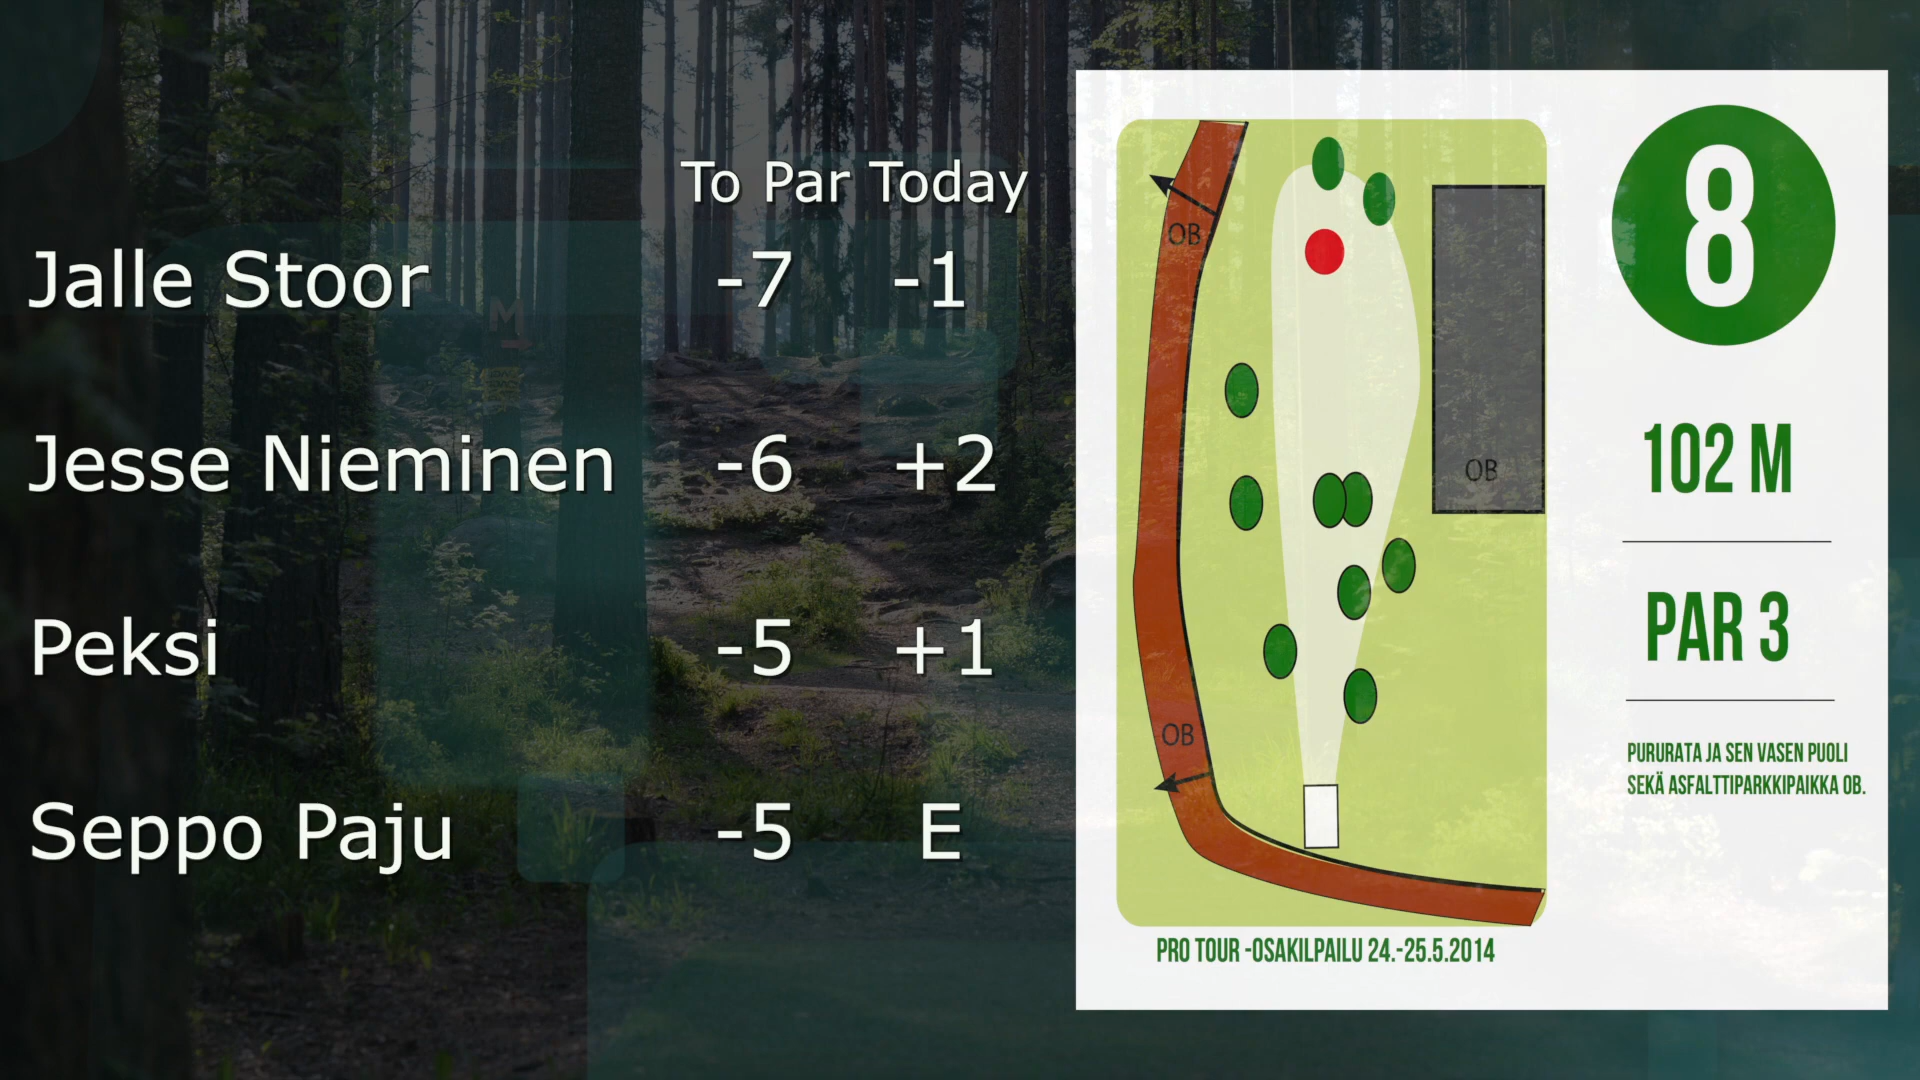 To Par Today
Jalle Stoor -7 -1
Jesse Nieminen -6 +2
Peksi -5 +1
Seppo Paju -5 E
8
102 M
PAR 3
PURURATA JA SEN VASEN PUOLI
SEKÄ ASFALTTIPARKKIPAIKKA OB.
OB
OB
OB
PRO TOUR -OSAKILPAILU 24.-25.5.2014
M